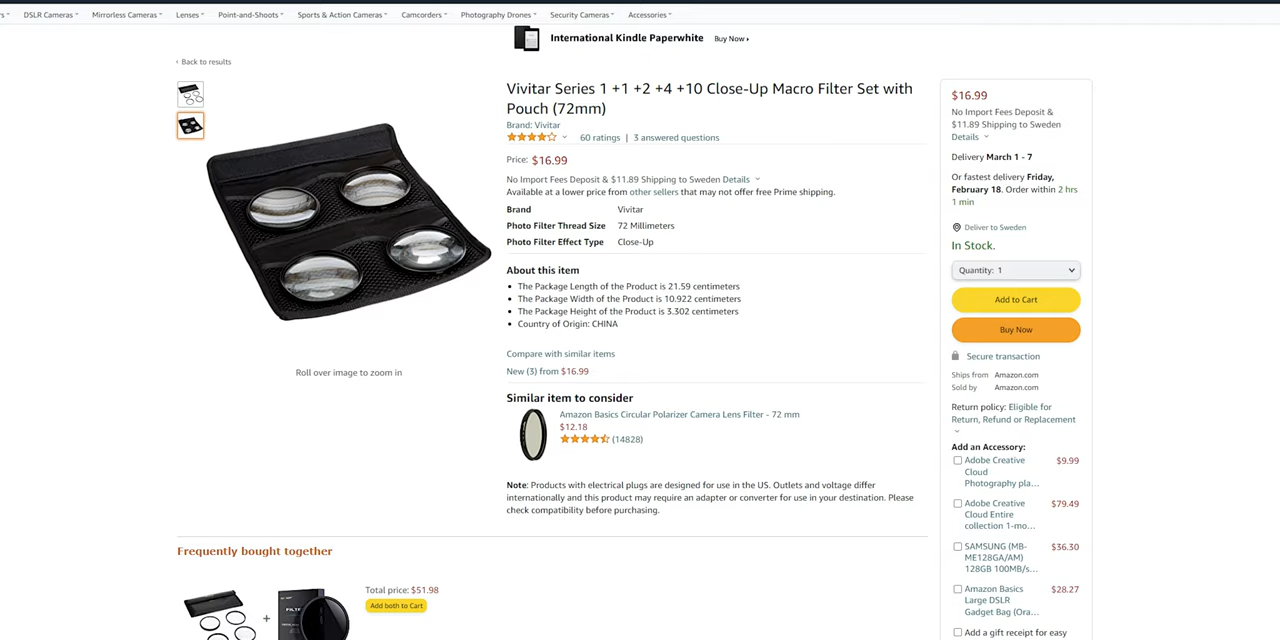 DSLR Cameras
Mirrorless Cameras
Lenses
Point-and-Shoots
Sports & Action Cameras
Camcorders
Photography Drones
Security Cameras
Accessories
International Kindle Paperwhite
Buy Now
‹ Back to results
Vivitar Series 1 +1 +2 +4 +10 Close-Up Macro Filter Set with
Pouch (72mm)
Brand: Vivitar
60 ratings | 3 answered questions
Price: $16.99
No Import Fees Deposit & $11.89 Shipping to Sweden Details
Available at a lower price from other sellers that may not offer free Prime shipping.
Brand Vivitar
Photo Filter Thread Size 72 Millimeters
Photo Filter Effect Type Close-Up
About this item
• The Package Length of the Product is 21.59 centimeters
• The Package Width of the Product is 10.922 centimeters
• The Package Height of the Product is 3.302 centimeters
• Country of Origin: CHINA
Compare with similar items
New (3) from $16.99
Roll over image to zoom in
Similar item to consider
Amazon Basics Circular Polarizer Camera Lens Filter - 72 mm
$12.18
(14828)
Note: Products with electrical plugs are designed for use in the US. Outlets and voltage differ
internationally and this product may require an adapter or converter for use in your destination. Please
check compatibility before purchasing.
$16.99
No Import Fees Deposit &
$11.89 Shipping to Sweden
Details
Delivery March 1 - 7
Or fastest delivery Friday,
February 18. Order within 2 hrs
1 min
Deliver to Sweden
In Stock.
Quantity: 1
Add to Cart
Buy Now
Secure transaction
Ships from Amazon.com
Sold by Amazon.com
Return policy: Eligible for
Return, Refund or Replacement
Add an Accessory:
Adobe Creative $9.99
Cloud
Photography pla...
Adobe Creative $79.49
Cloud Entire
collection 1-mo...
SAMSUNG (MB- $36.30
ME128GA/AM)
128GB 100MB/s...
Amazon Basics $28.27
Large DSLR
Gadget Bag (Ora...
Add a gift receipt for easy
Frequently bought together
+
Total price: $51.98
Add both to Cart